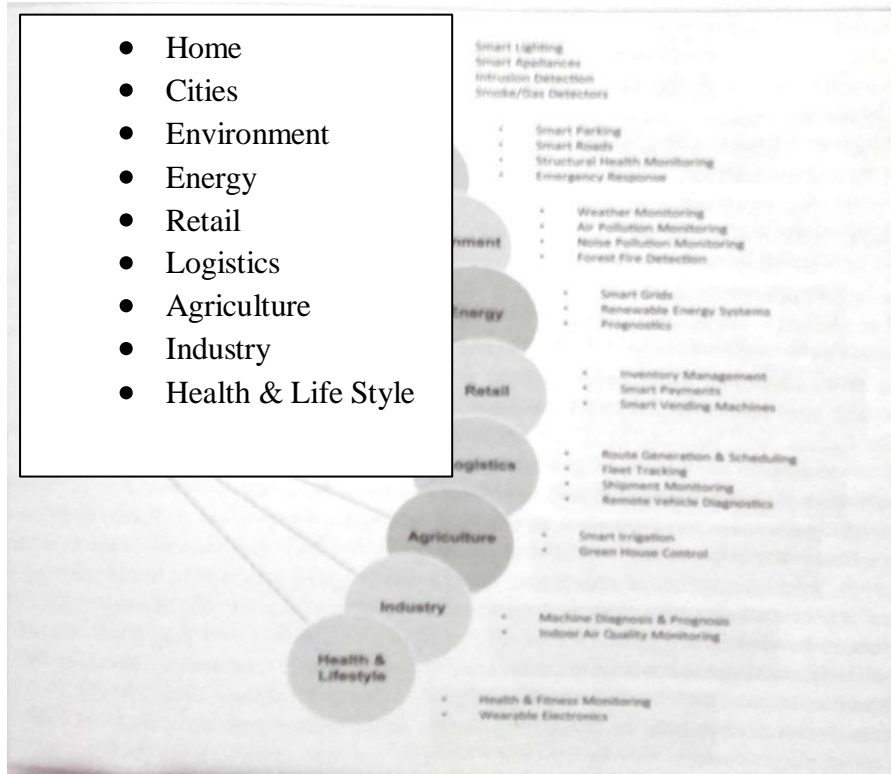 • Home
• Cities
• Environment
• Energy
• Retail
• Logistics
• Agriculture
• Industry
• Health & Life Style
Smart Lighting
Smart Appliances
Intrusion Detection
Smoke/Gas Detectors
• Smart Parking
• Smart Roads
• Structural Health Monitoring
• Emergency Response
nment
• Weather Monitoring
• Air Pollution Monitoring
• Noise Pollution Monitoring
• Forest Fire Detection
Energy
• Smart Grids
• Renewable Energy Systems
• Prognostics
Retail
• Inventory Management
• Smart Payments
• Smart Vending Machines
ogistics
• Route Generation & Scheduling
• Fleet Tracking
• Shipment Monitoring
• Remote Vehicle Diagnostics
Agriculture
• Smart Irrigation
• Green House Control
Industry
• Machine Diagnosis & Prognosis
• Indoor Air Quality Monitoring
Health &
Lifestyle
• Health & Fitness Monitoring
• Wearable Electronics